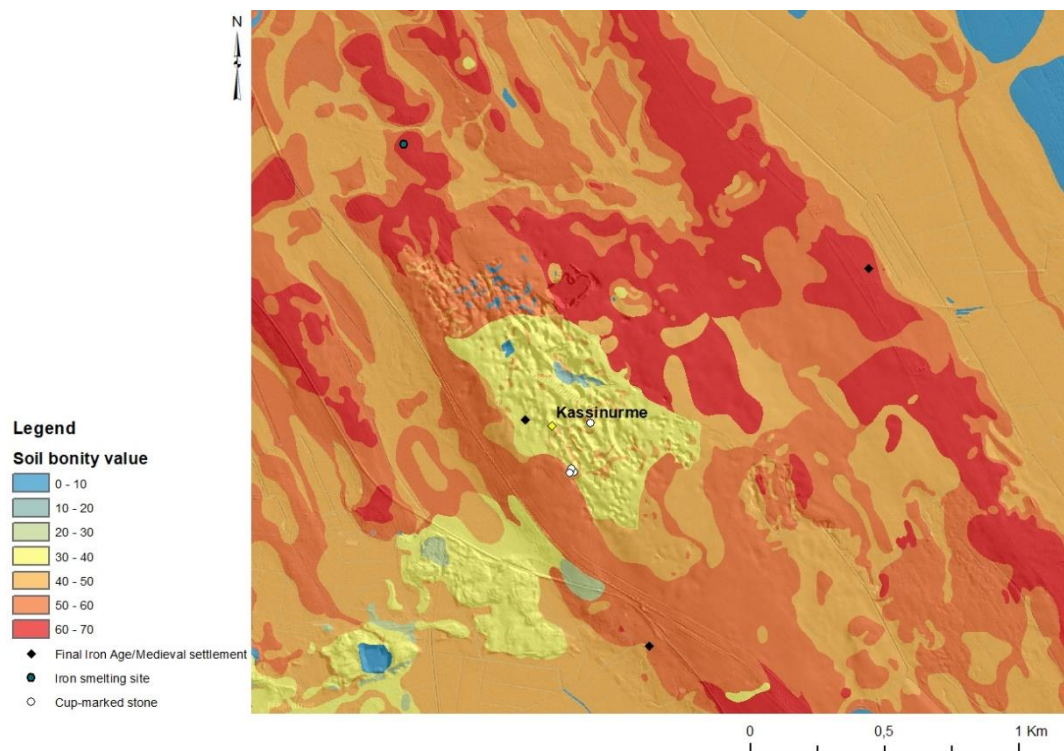 N
Kassinurme
Legend
Soil bonity value
0 - 10
10 - 20
20 - 30
30 - 40
40 - 50
50 - 60
60 - 70
Final Iron Age/Medieval settlement
Iron smelting site
Cup-marked stone
0 0,5 1 Km